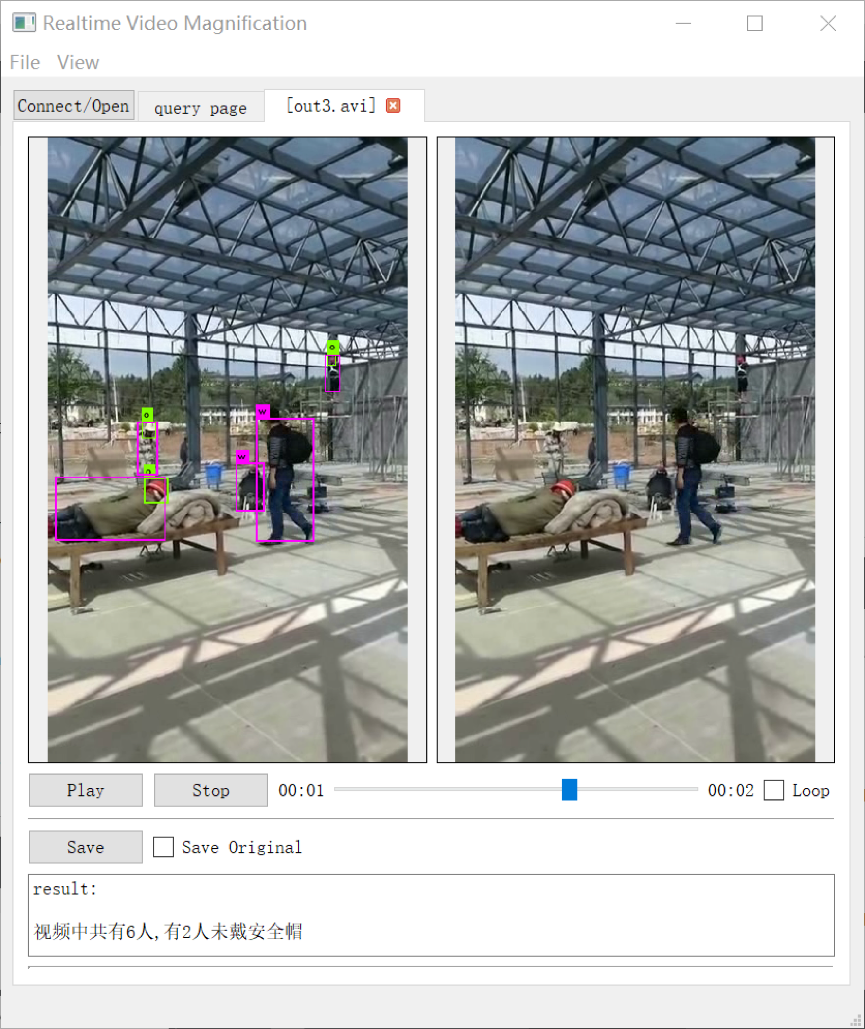 Realtime Video Magnification
File View
Connect/Open query page [out3.avi]
o
o
w
w
Play Stop 00:01 00:02 Loop
Save Save Original
result:
视频中共有6人,有2人未戴安全帽